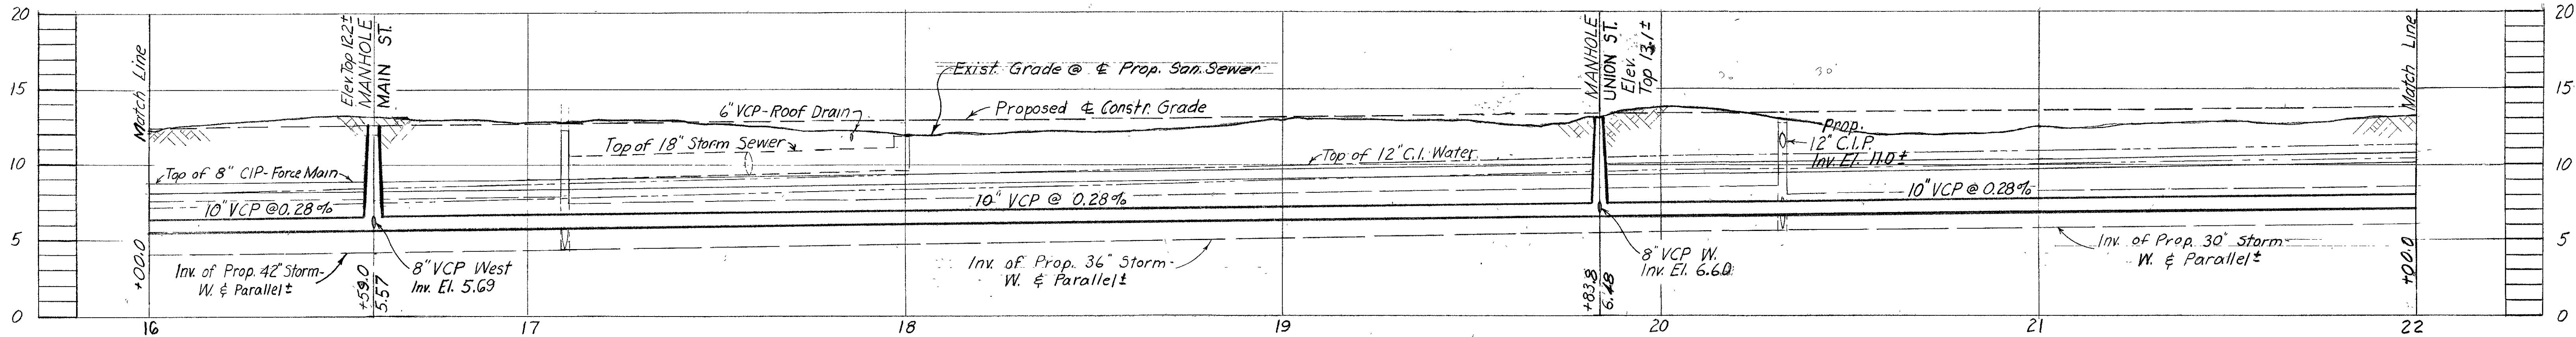 20
15
10
5
0
Match Line
+00.0
Elev. Top 12.2±
MANHOLE
MAIN ST.
+59.0
5.57
Top of 8" CIP-Force Main
10" VCP @ 0.28%
Inv. of Prop. 42" Storm-
W. & Parallel ±
8" VCP West
Inv. El. 5.69
6" VCP-Roof Drain
Top of 18" Storm Sewer
Exist. Grade @ ℄ Prop. San. Sewer
Proposed ℄ Constr. Grade
Top of 12" C.I. Water
10" VCP @ 0.28%
Inv. of Prop. 36" Storm-
W. & Parallel ±
MANHOLE
UNION ST.
Elev.
Top 13.1±
+83.8
6.48
8" VCP W.
Inv. El. 6.60
30'
Prop.
12" C.I.P.
Inv. El. 11.0±
10" VCP @ 0.28%
Inv. of Prop. 30" Storm-
W. & Parallel ±
Match Line
+00.0
20
15
10
5
0
16
17
18
19
20
21
22